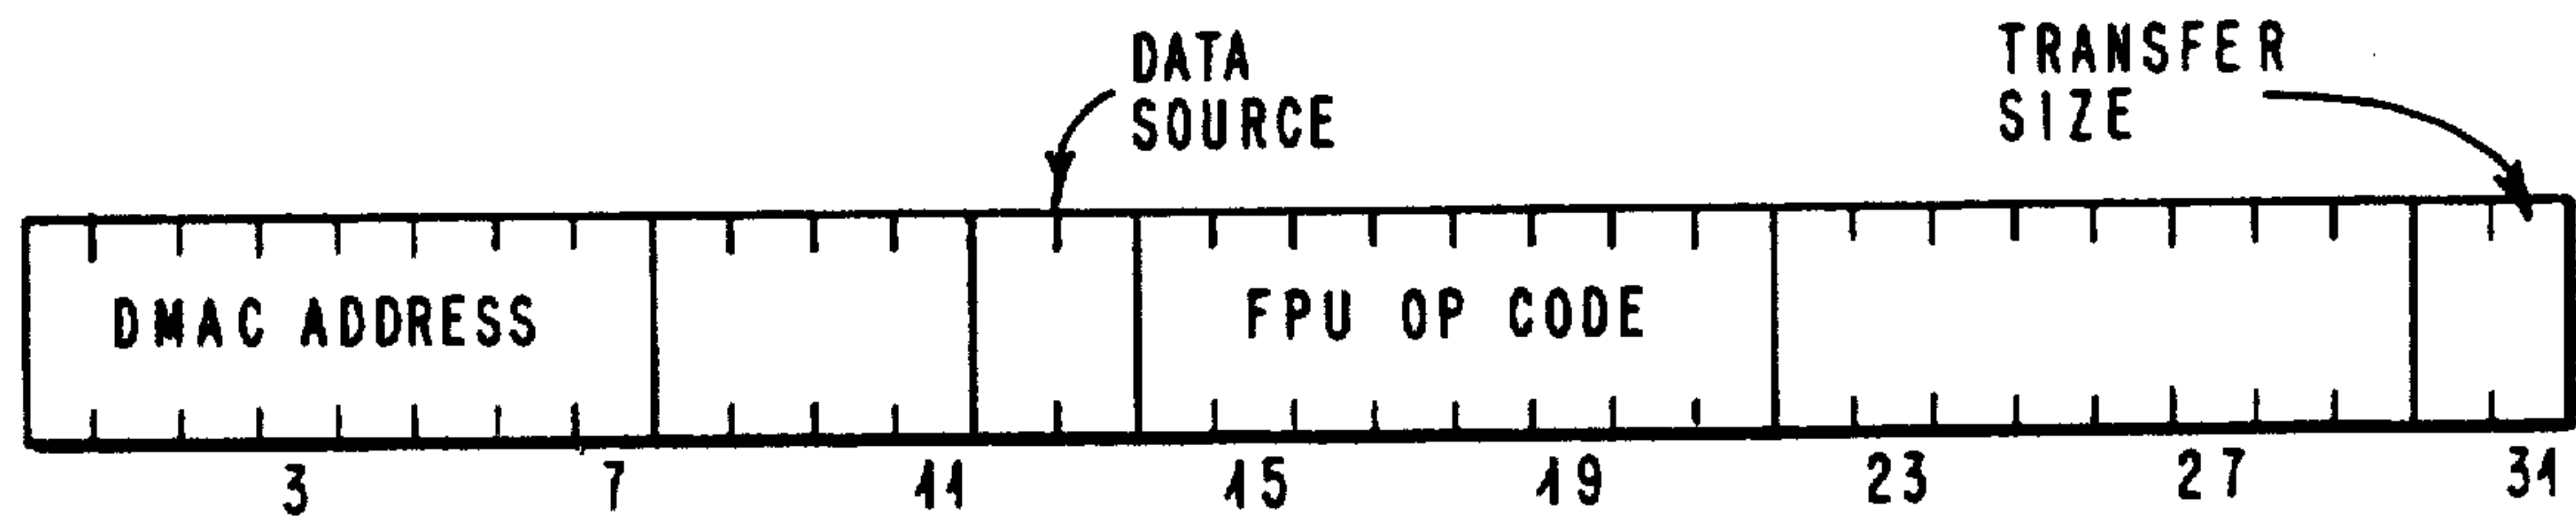 DATA
SOURCE
TRANSFER
SIZE
DMAC ADDRESS
FPU OP CODE
3 7 11 15 19 23 27 31